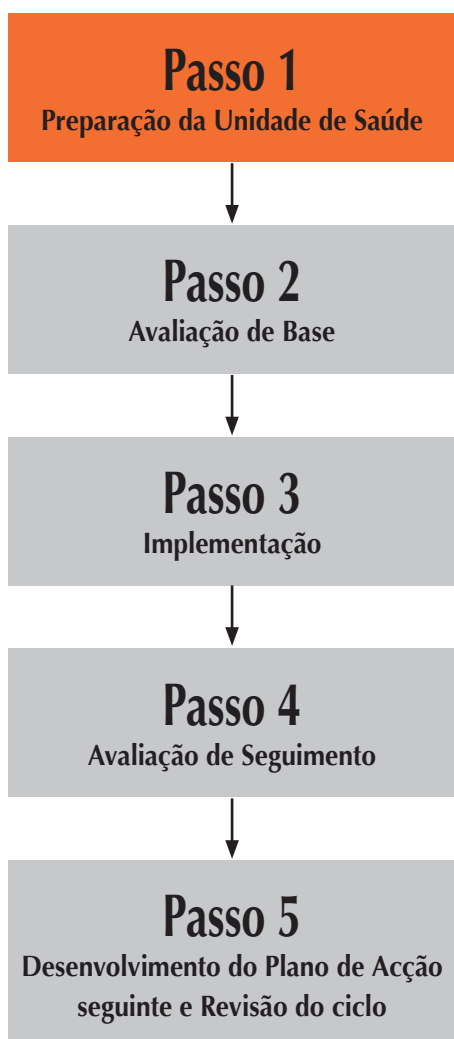 Passo 1
Preparação da Unidade de Saúde
Passo 2
Avaliação de Base
Passo 3
Implementação
Passo 4
Avaliação de Seguimento
Passo 5
Desenvolvimento do Plano de Acção
seguinte e Revisão do ciclo